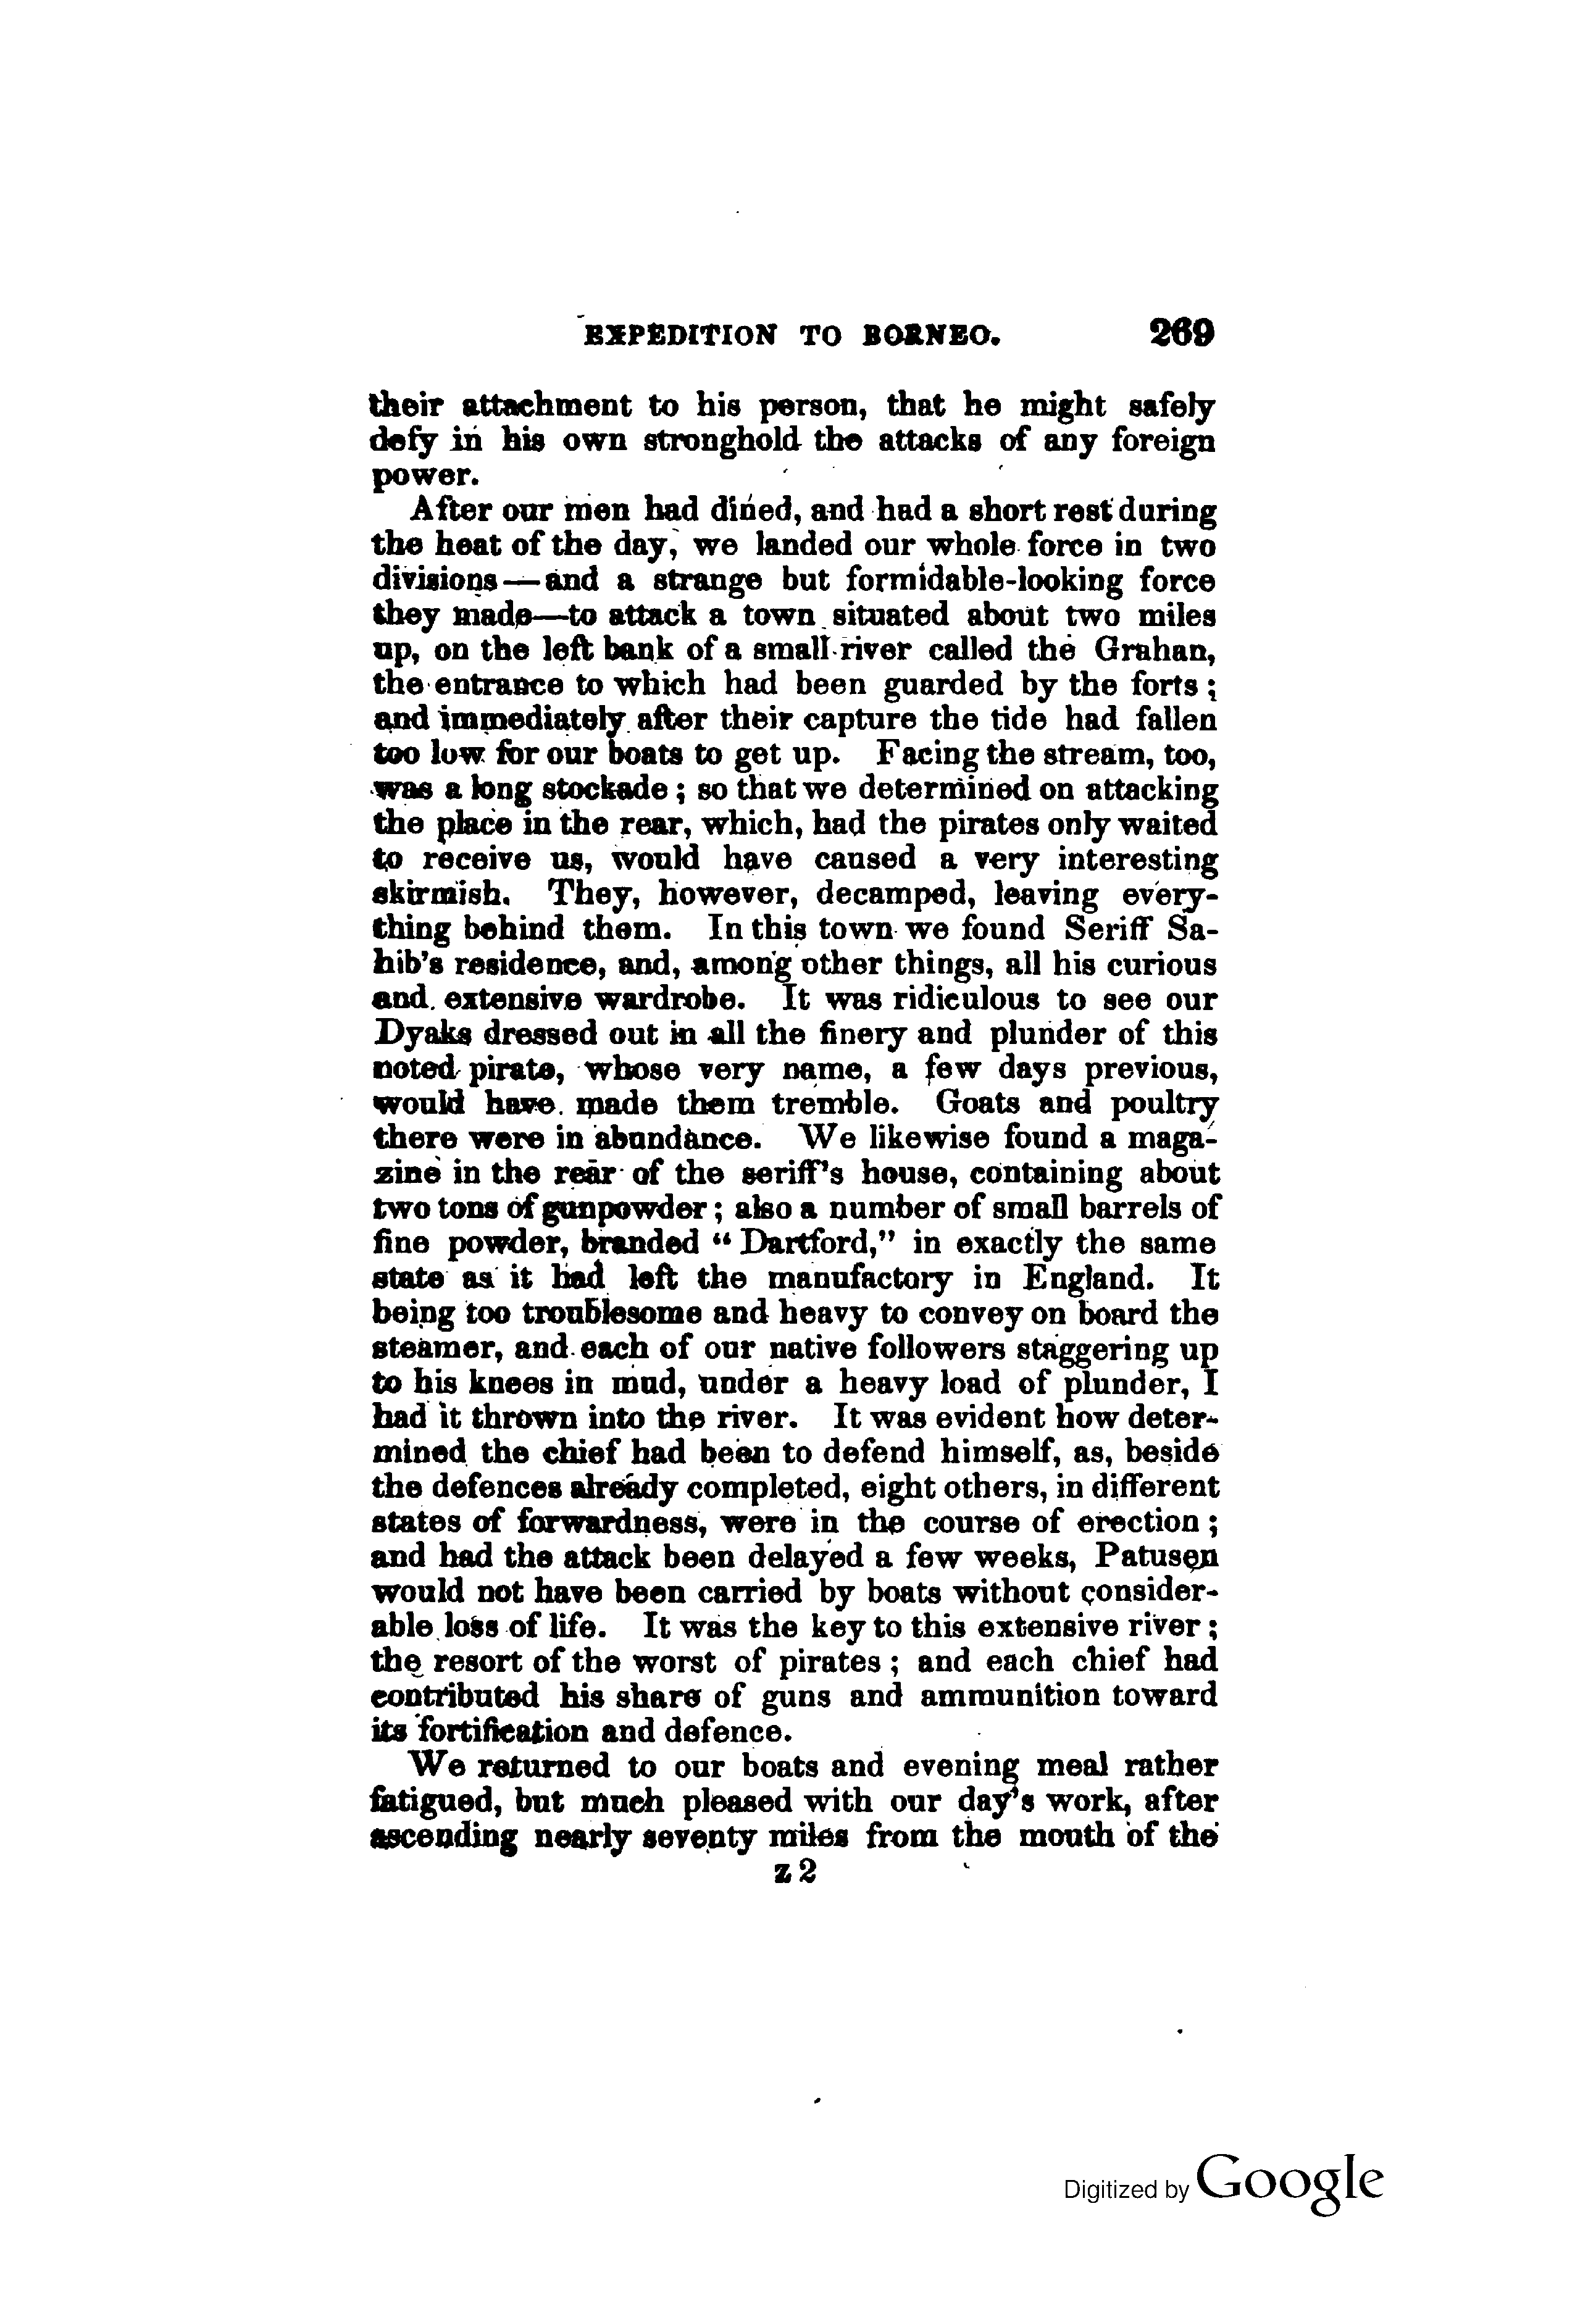 EXPEDITION TO BORNEO. 269
their attachment to his person, that he might safely
defy in his own stronghold the attacks of any foreign
power.
After our men had dined, and had a short rest during
the heat of the day, we landed our whole force in two
divisions—and a strange but formidable-looking force
they made—to attack a town situated about two miles
up, on the left bank of a small river called the Grahan,
the entrance to which had been guarded by the forts;
and immediately after their capture the tide had fallen
too low for our boats to get up. Facing the stream, too,
was a long stockade; so that we determined on attacking
the place in the rear, which, had the pirates only waited
to receive us, would have caused a very interesting
skirmish. They, however, decamped, leaving every-
thing behind them. In this town we found Seriff Sa-
hib's residence, and, among other things, all his curious
and extensive wardrobe. It was ridiculous to see our
Dyaks dressed out in all the finery and plunder of this
noted pirate, whose very name, a few days previous,
would have made them tremble. Goats and poultry
there were in abundance. We likewise found a maga-
zine in the rear of the seriff's house, containing about
two tons of gunpowder; also a number of small barrels of
fine powder, branded “Dartford,” in exactly the same
state as it had left the manufactory in England. It
being too troublesome and heavy to convey on board the
steamer, and each of our native followers staggering up
to his knees in mud, under a heavy load of plunder, I
had it thrown into the river. It was evident how deter-
mined the chief had been to defend himself, as, beside
the defences already completed, eight others, in different
states of forwardness, were in the course of erection;
and had the attack been delayed a few weeks, Patusen
would not have been carried by boats without consider-
able loss of life. It was the key to this extensive river;
the resort of the worst of pirates; and each chief had
contributed his share of guns and ammunition toward
its fortification and defence.
We returned to our boats and evening meal rather
fatigued, but much pleased with our day's work, after
ascending nearly seventy miles from the mouth of the
Z 2
Digitized by Google